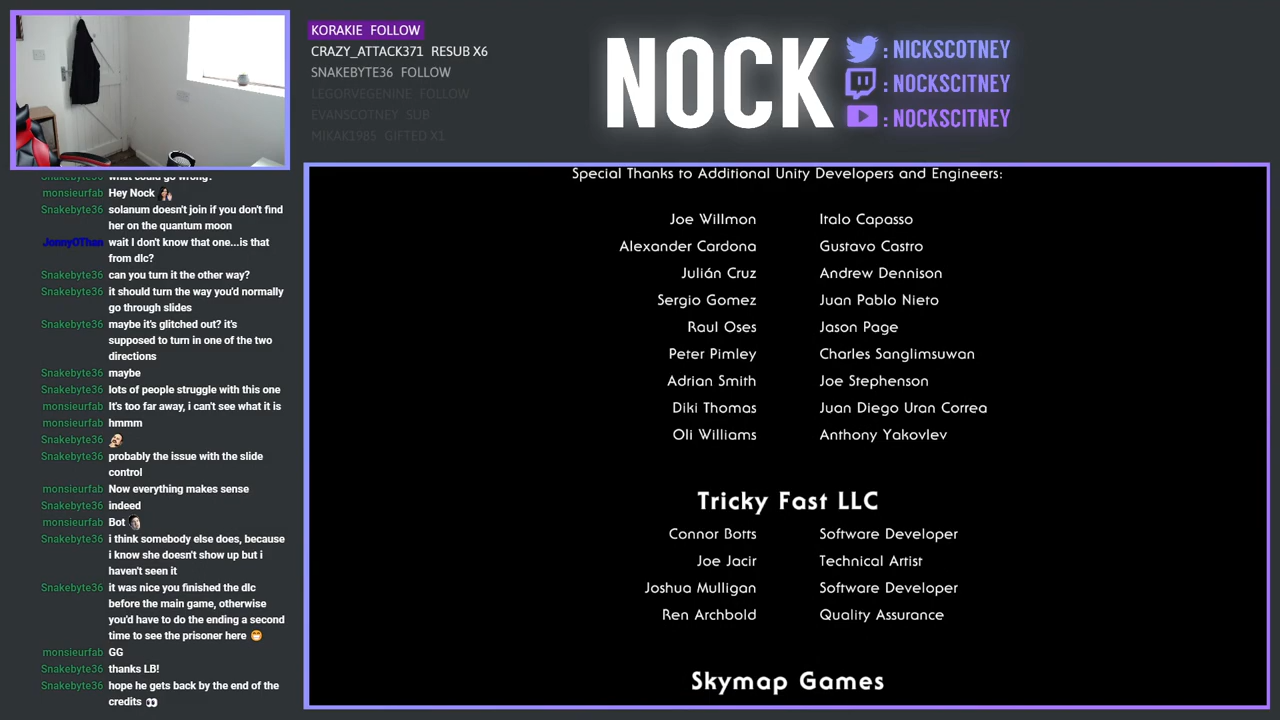 KORAKIE FOLLOW
CRAZY_ATTACK371 RESUB X6
SNAKEBYTE36 FOLLOW
LEGORVEGENINE FOLLOW
EVANSCOTNEY SUB
MIKAK1985 GIFTED X1
NOCK
: NICKSCOTNEY
: NOCKSCITNEY
: NOCKSCITNEY
Snakebyte36 what could go wrong?
monsieurfab Hey Nock
Snakebyte36 solanum doesn't join if you don't find
her on the quantum moon
JonnyOThan wait I don't know that one...is that
from dlc?
Snakebyte36 can you turn it the other way?
Snakebyte36 it should turn the way you'd normally
go through slides
Snakebyte36 maybe it's glitched out? it's
supposed to turn in one of the two
directions
Snakebyte36 maybe
Snakebyte36 lots of people struggle with this one
monsieurfab It's too far away, i can't see what it is
monsieurfab hmmm
Snakebyte36
Snakebyte36 probably the issue with the slide
control
monsieurfab Now everything makes sense
Snakebyte36 indeed
monsieurfab Bot
Snakebyte36 i think somebody else does, because
i know she doesn't show up but i
haven't seen it
Snakebyte36 it was nice you finished the dlc
before the main game, otherwise
you'd have to do the ending a second
time to see the prisoner here
monsieurfab GG
Snakebyte36 thanks LB!
Snakebyte36 hope he gets back by the end of the
credits
Special Thanks to Additional Unity Developers and Engineers:
Joe Willmon Italo Capasso
Alexander Cardona Gustavo Castro
Julián Cruz Andrew Dennison
Sergio Gomez Juan Pablo Nieto
Raul Oses Jason Page
Peter Pimley Charles Sanglimsuwan
Adrian Smith Joe Stephenson
Diki Thomas Juan Diego Uran Correa
Oli Williams Anthony Yakovlev
Tricky Fast LLC
Connor Botts Software Developer
Joe Jacir Technical Artist
Joshua Mulligan Software Developer
Ren Archbold Quality Assurance
Skymap Games